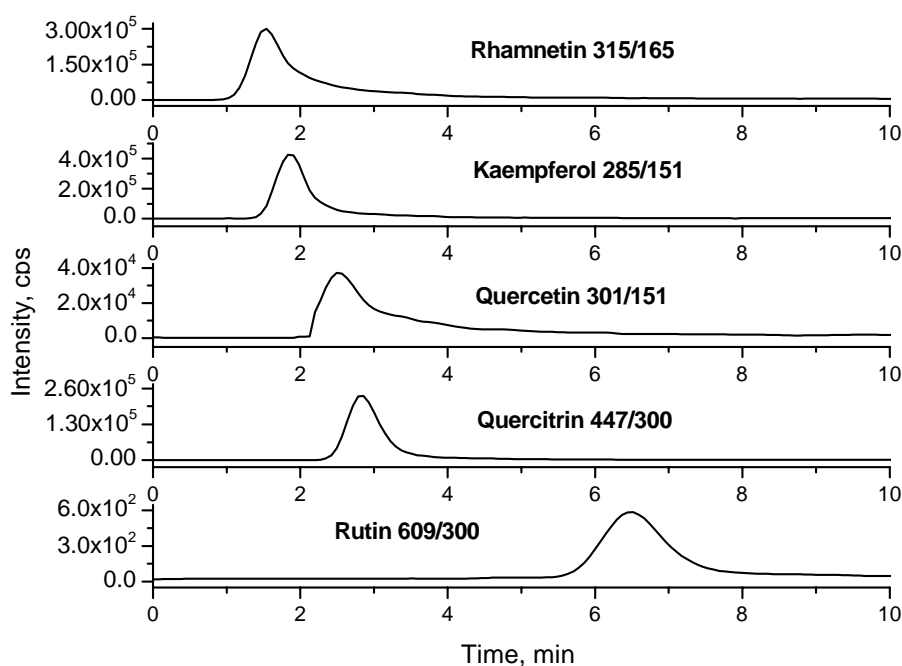 3.00x10⁵
1.50x10⁵
0.00
Rhamnetin 315/165
0 2 4 6 8 10
4.0x10⁵
2.0x10⁵
0.0
Kaempferol 285/151
0 2 4 6 8 10
4.0x10⁴
2.0x10⁴
0.0
Quercetin 301/151
0 2 4 6 8 10
2.60x10⁵
1.30x10⁵
0.00
Quercitrin 447/300
0 2 4 6 8 10
6.0x10²
3.0x10²
0.0
Rutin 609/300
0 2 4 6 8 10
Intensity, cps
Time, min